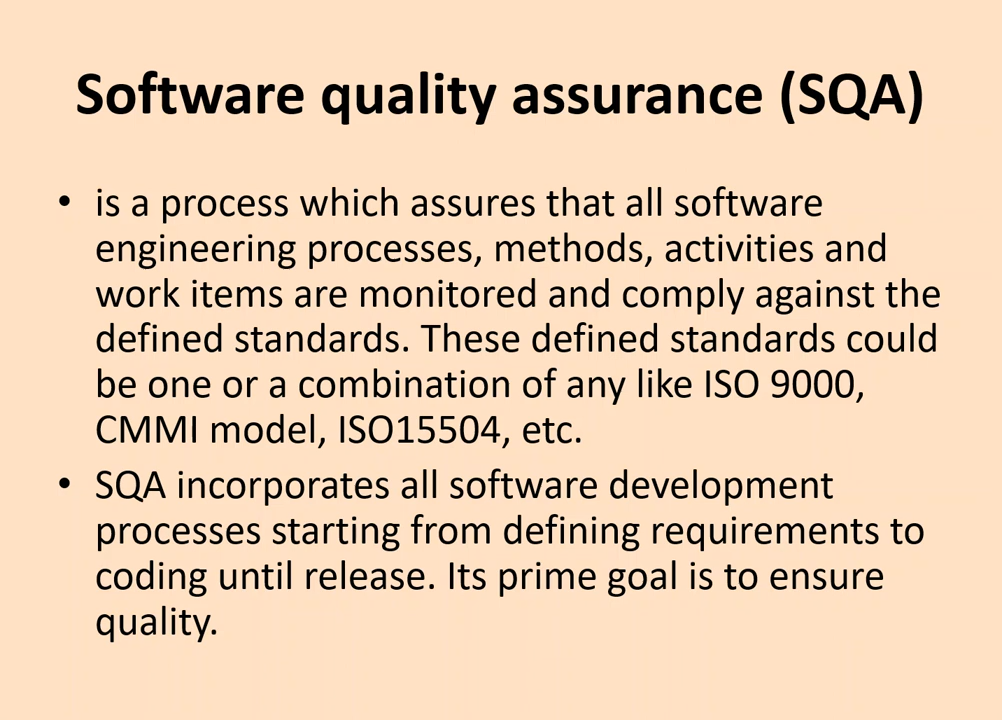 Software quality assurance (SQA)
• is a process which assures that all software
engineering processes, methods, activities and
work items are monitored and comply against the
defined standards. These defined standards could
be one or a combination of any like ISO 9000,
CMMI model, ISO15504, etc.
• SQA incorporates all software development
processes starting from defining requirements to
coding until release. Its prime goal is to ensure
quality.